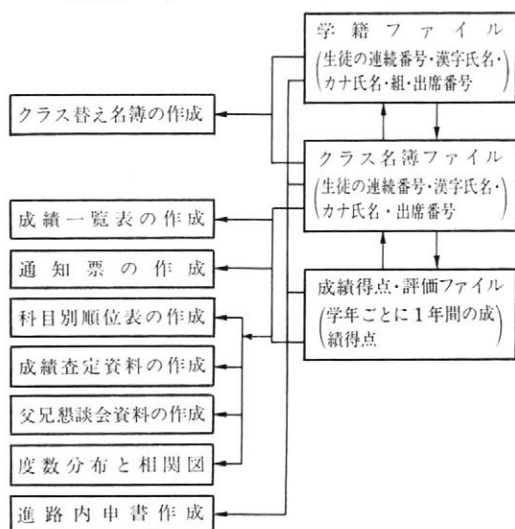 学籍ファイル
(生徒の連続番号・漢字氏名・
カナ氏名・組・出席番号)
クラス替え名簿の作成
クラス名簿ファイル
(生徒の連続番号・漢字氏名・
カナ氏名・出席番号)
成績一覧表の作成
通知票の作成
成績得点・評価ファイル
(学年ごとに1年間の成
績得点)
科目別順位表の作成
成績査定資料の作成
父兄懇談会資料の作成
度数分布と相関図
進路内申書作成